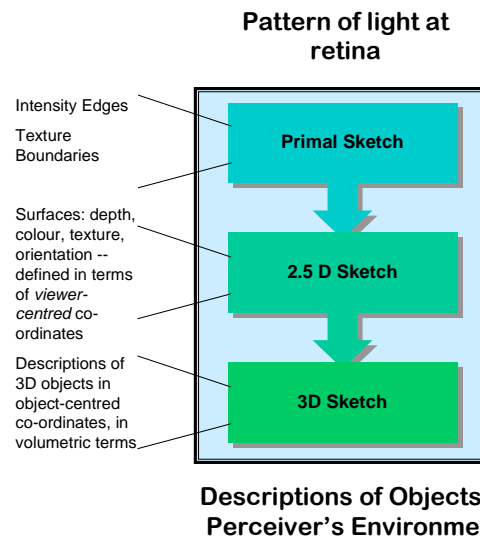 Pattern of light at
retina
Intensity Edges
Texture
Boundaries
Primal Sketch
Surfaces: depth,
colour, texture,
orientation --
defined in terms
of viewer-
centred co-
ordinates
2.5 D Sketch
Descriptions of
3D objects in
object-centred
co-ordinates, in
volumetric terms
3D Sketch
Descriptions of Objects
Perceiver's Environme